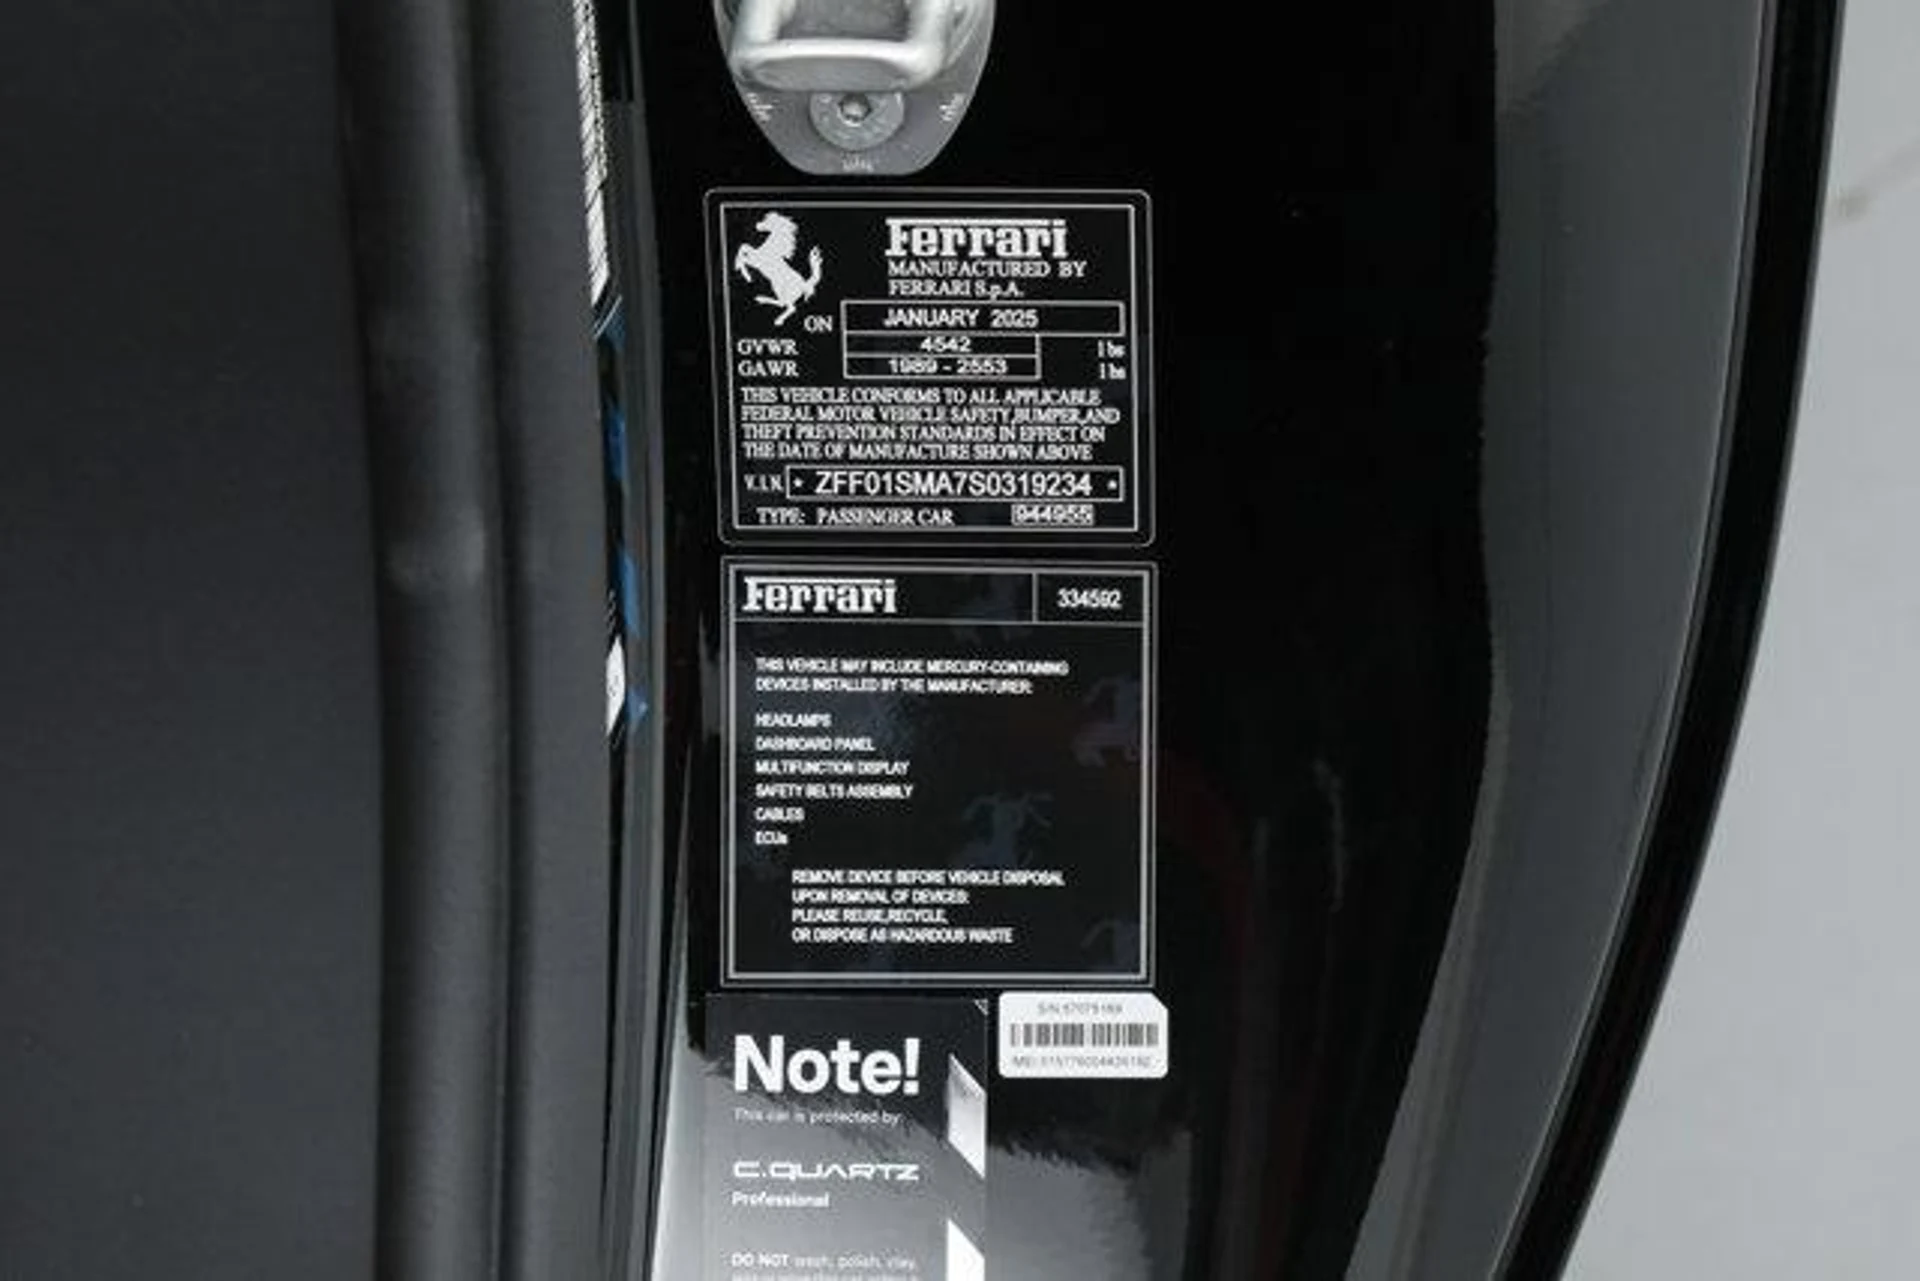 Ferrari
MANUFACTURED BY
FERRARI S.p.A.
ON JANUARY 2025
GVWR 4542 lbs
GAWR 1989 - 2553 lbs
THIS VEHICLE CONFORMS TO ALL APPLICABLE
FEDERAL MOTOR VEHICLE SAFETY,BUMPER,AND
THEFT PREVENTION STANDARDS IN EFFECT ON
THE DATE OF MANUFACTURE SHOWN ABOVE
V.I.N. * ZFF01SMA7S0319234 *
TYPE: PASSENGER CAR 944955
Ferrari 334592
THIS VEHICLE MAY INCLUDE MERCURY-CONTAINING
DEVICES INSTALLED BY THE MANUFACTURER:
HEADLAMPS
DASHBOARD PANEL
MULTIFUNCTION DISPLAY
SAFETY BELTS ASSEMBLY
CABLES
ECUs
REMOVE DEVICE BEFORE VEHICLE DISPOSAL
UPON REMOVAL OF DEVICES:
PLEASE REUSE,RECYCLE,
OR DISPOSE AS HAZARDOUS WASTE
S/N
Note!
This car is protected by:
C.QUARTZ
Professional
DO NOT wash, polish, clay,